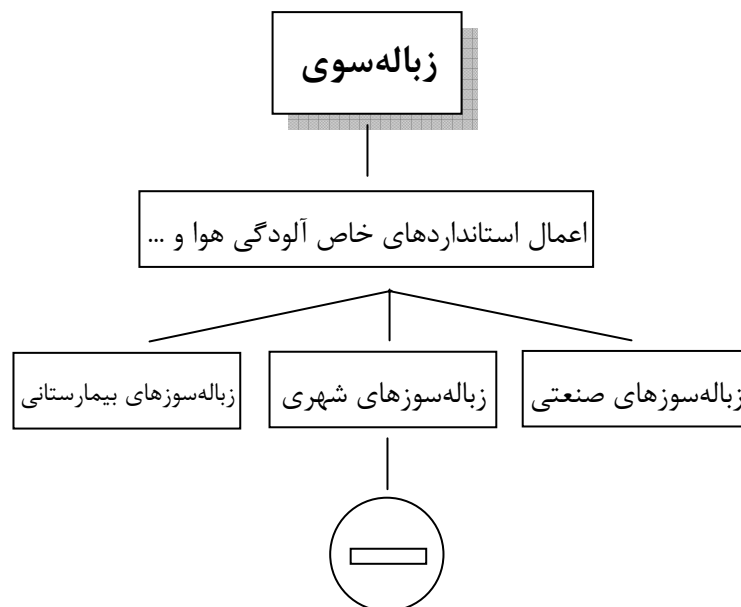 زباله‌سوی
اعمال استانداردهای خاص آلودگی هوا و ...
زباله‌سوزهای صنعتی
زباله‌سوزهای شهری
زباله‌سوزهای بیمارستانی